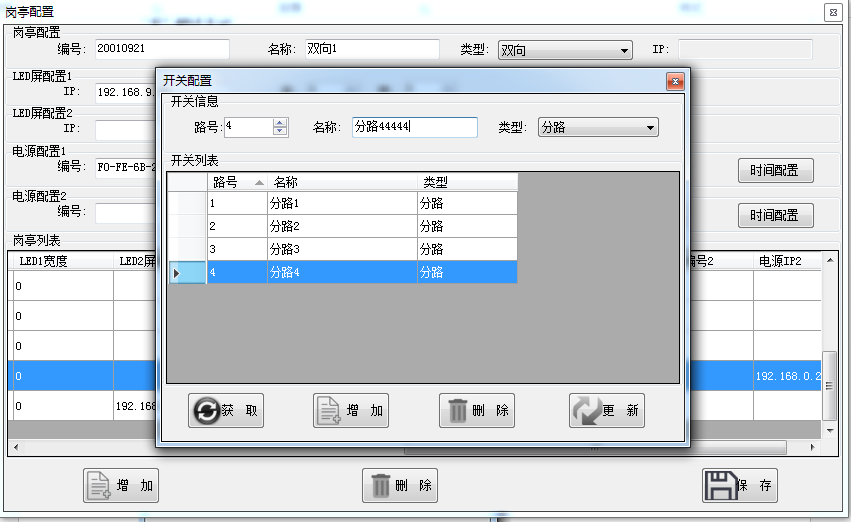 岗亭配置
岗亭配置
编号: 20010921 名称: 双向1 类型: 双向 IP:
LED屏配置1
IP: 192.168.9.
LED屏配置2
IP:
电源配置1
编号: F0-FE-6B-2 时间配置
电源配置2
编号: 时间配置
岗亭列表
LED1宽度 LED2屏 编号2 电源IP2
0
0
0
0 192.168.0.2
0 192.168
增 加 删 除 保 存
开关配置
开关信息
路号: 4 名称: 分路44444 类型: 分路
开关列表
路号 名称 类型
1 分路1 分路
2 分路2 分路
3 分路3 分路
4 分路4 分路
获 取 增 加 删 除 更 新